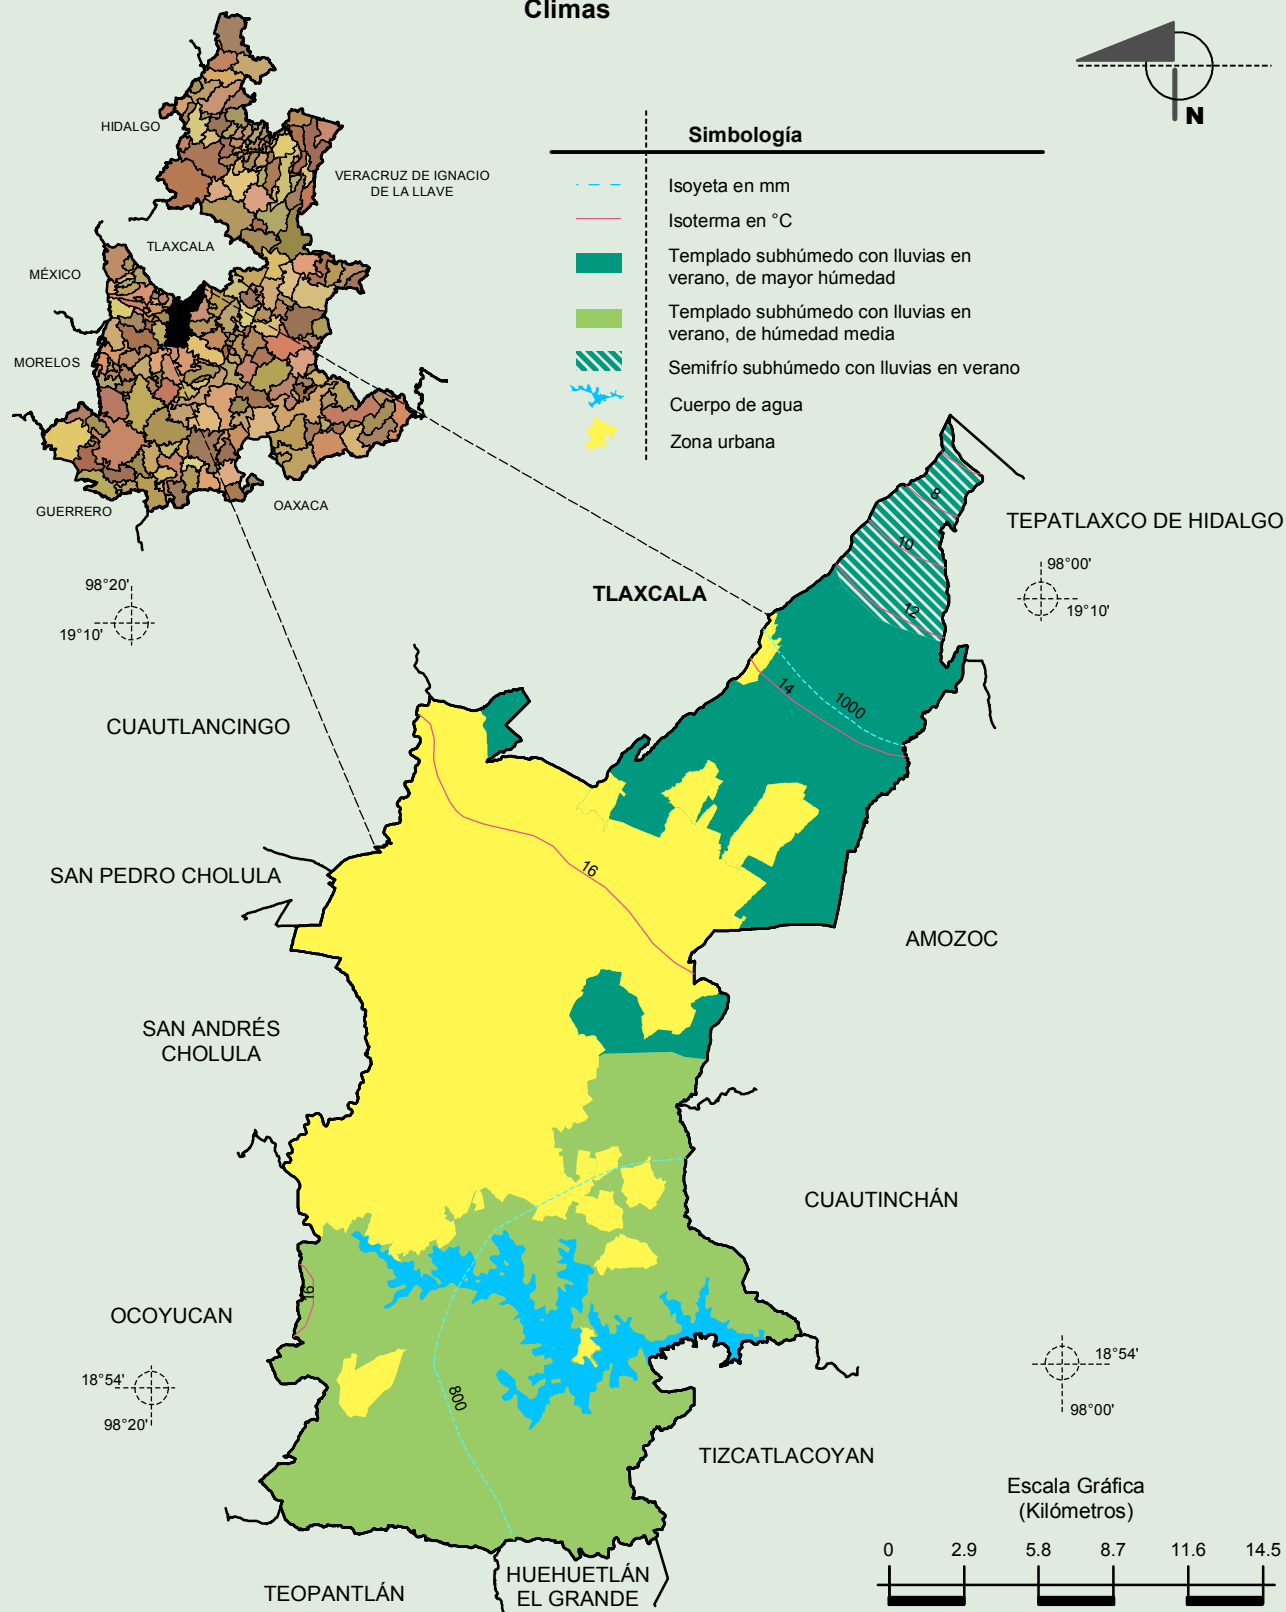 Climas
N
HIDALGO
VERACRUZ DE IGNACIO
DE LA LLAVE
TLAXCALA
MÉXICO
MORELOS
GUERRERO
OAXACA
Simbología
Isoyeta en mm
Isoterma en °C
Templado subhúmedo con lluvias en
verano, de mayor húmedad
Templado subhúmedo con lluvias en
verano, de húmedad media
Semifrío subhúmedo con lluvias en verano
Cuerpo de agua
Zona urbana
TEPATLAXCO DE HIDALGO
98°20'
19°10'
TLAXCALA
98°00'
19°10'
8
10
12
14
1000
CUAUTLANCINGO
16
SAN PEDRO CHOLULA
AMOZOC
SAN ANDRÉS
CHOLULA
CUAUTINCHÁN
16
OCOYUCAN
18°54'
98°20'
800
18°54'
98°00'
TIZCATLACOYAN
Escala Gráfica
(Kilómetros)
0 2.9 5.8 8.7 11.6 14.5
TEOPANTLÁN
HUEHUETLÁN
EL GRANDE